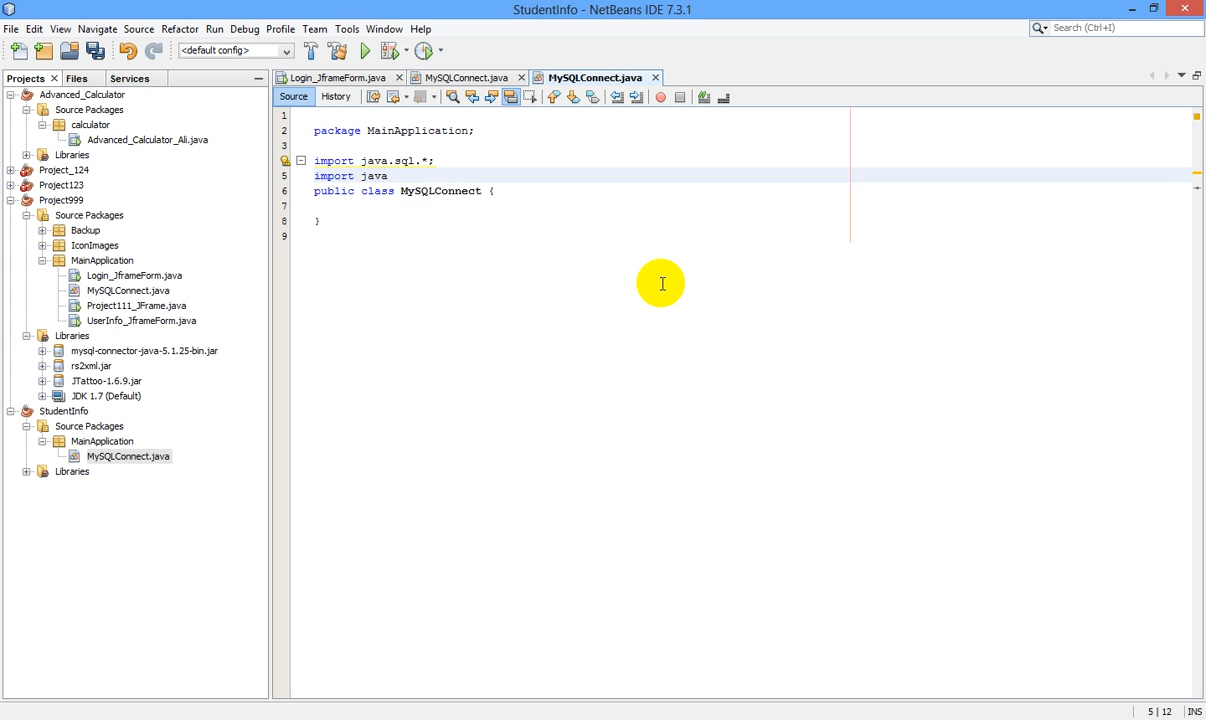 StudentInfo - NetBeans IDE 7.3.1
File Edit View Navigate Source Refactor Run Debug Profile Team Tools Window Help
Search (Ctrl+I)
<default config>
Projects Files Services
Login_JframeForm.java MySQLConnect.java MySQLConnect.java
Source History
Advanced_Calculator
Source Packages
calculator
Advanced_Calculator_Ali.java
Libraries
Project_124
Project123
Project999
Source Packages
Backup
IconImages
MainApplication
Login_JframeForm.java
MySQLConnect.java
Project111_JFrame.java
UserInfo_JframeForm.java
Libraries
mysql-connector-java-5.1.25-bin.jar
rs2xml.jar
JTattoo-1.6.9.jar
JDK 1.7 (Default)
StudentInfo
Source Packages
MainApplication
MySQLConnect.java
Libraries
1
2 package MainApplication;
3
4 import java.sql.*;
5 import java
6 public class MySQLConnect {
7
8 }
9
5 | 12 INS